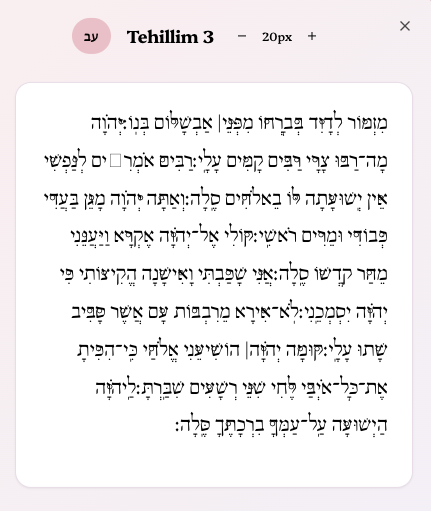 עב Tehillim 3 − 20px + ×
מִזְמ֥וֹר לְדָוִ֑ד בְּ֝בָרְח֗וֹ מִפְּנֵ֤י| אַבְשָׁל֬וֹם בְּנֽוֹ:יְ֭הֹוָה
מָה־רַבּ֣וּ צָרָ֑י רַ֝בִּ֗ים קָמִ֥ים עָלָֽי:רַבִּים֘ אֹמְרִ□ים לְנַ֫פְשִׁ֥י
אֵ֤ין יְֽשׁוּעָ֓תָה לּ֬וֹ בֵאלֹהִ֬ים סֶֽלָה:וְאַתָּ֣ה יְ֭הֹוָה מָגֵ֣ן בַּעֲדִ֑י
כְּ֝בוֹדִ֗י וּמֵרִ֥ים רֹאשִֽׁי:ק֭וֹלִי אֶל־יְהֹוָ֣ה אֶקְרָ֑א וַיַּֽעֲנֵ֨נִי
מֵהַ֖ר קָדְשׁ֣וֹ סֶֽלָה:אֲנִ֥י שָׁכַ֗בְתִּי וָאִ֫ישָׁ֥נָה הֱקִיצ֑וֹתִי כִּ֖י
יְהֹוָ֣ה יִסְמְכֵֽנִי:לֹֽא־אִ֭ירָא מֵרִבְב֥וֹת עָ֑ם אֲשֶׁ֥ר סָ֝בִ֗יב
שָׁ֣תוּ עָלָֽי:ק֘וּמָ֤ה יְהֹוָ֨ה| הוֹשִׁ֘יעֵ֤נִי אֱלֹהַ֗י כִּֽי־הִכִּ֣יתָ
אֶת־כָּל־אֹיְבַ֣י לֶ֑חִי שִׁנֵּ֖י רְשָׁעִ֣ים שִׁבַּֽרְתָּ:לַֽיהֹוָ֥ה
הַיְשׁוּעָ֑ה עַֽל־עַמְּךָ֖ בִרְכָתֶ֣ךָ סֶּֽלָה: